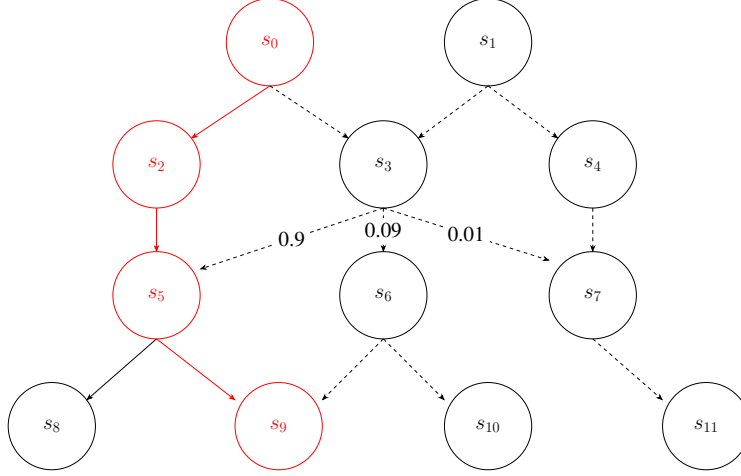 s₀ s₁
s₂ s₃ s₄
0.9 0.09 0.01
s₅ s₆ s₇
s₈ s₉ s₁₀ s₁₁